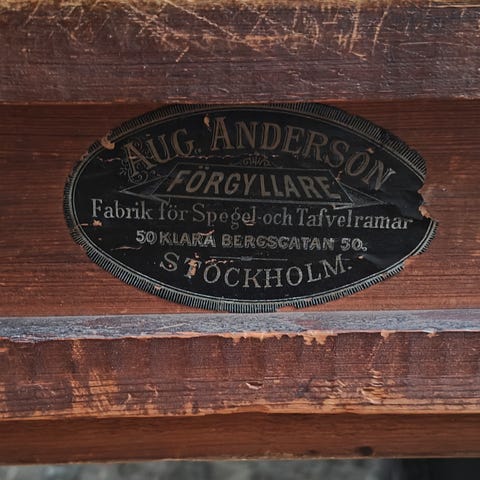 AUG. ANDERSON
FÖRGYLLARE
Fabrik för Spegel- och Tafvelramar
50 KLARA BERGSGATAN 50.
STOCKHOLM.